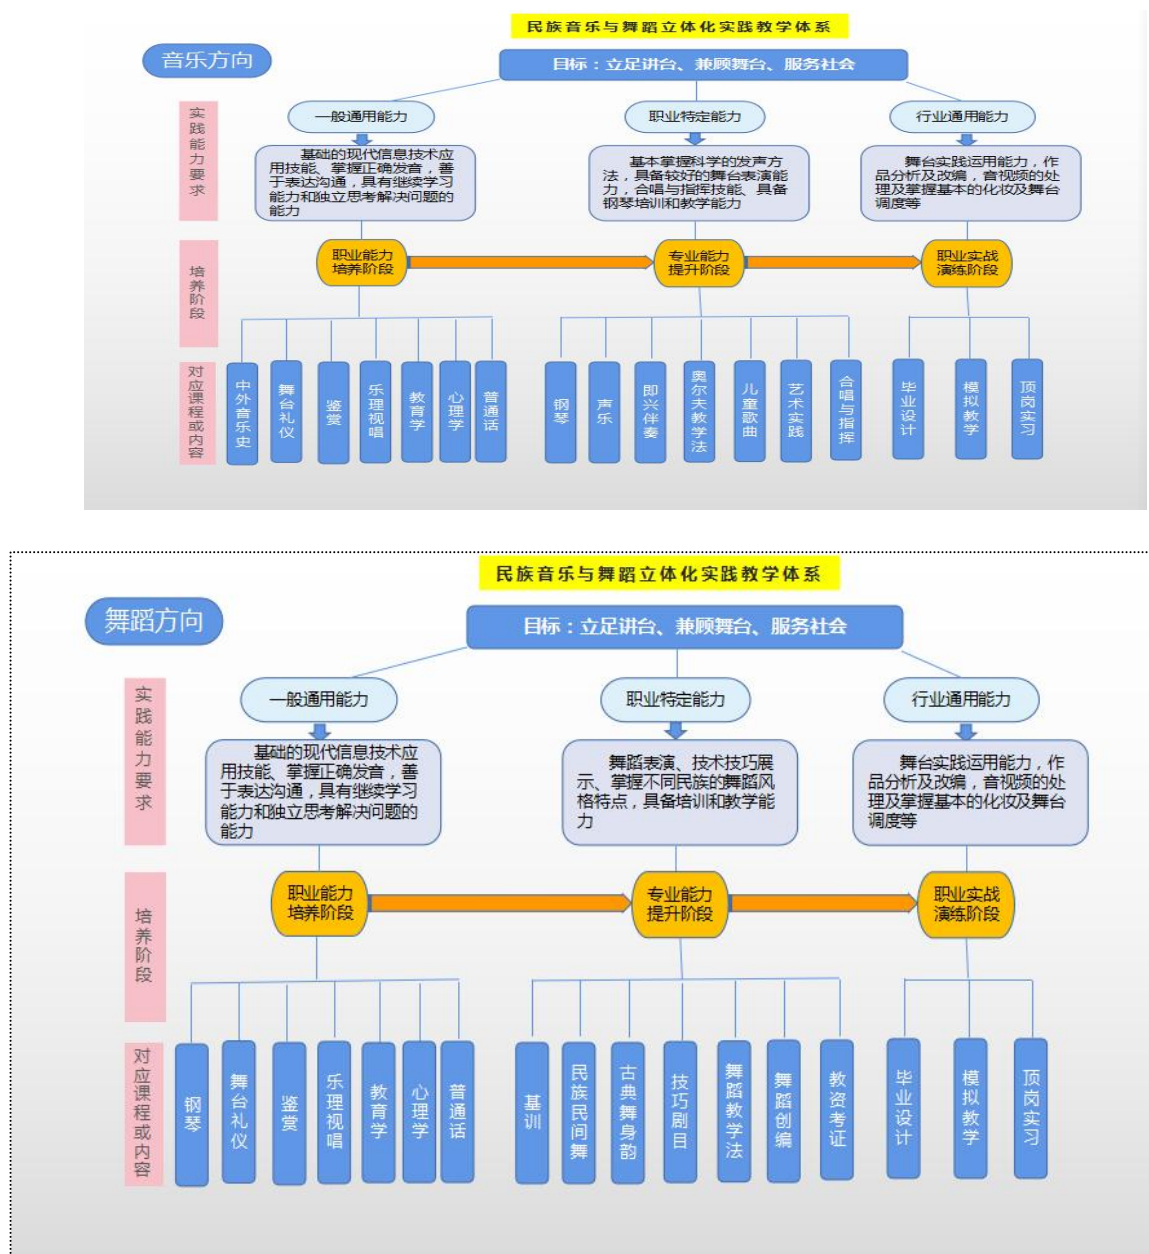 民族音乐与舞蹈立体化实践教学体系
音乐方向
目标：立足讲台、兼顾舞台、服务社会
实践能力要求
一般通用能力
职业特定能力
行业通用能力
基础的现代信息技术应
用技能、掌握正确发音，善
于表达沟通，具有继续学习
能力和独立思考解决问题的
能力
基本掌握科学的发声方
法，具备较好的舞台表演能
力，合唱与指挥技能、具备
钢琴培训和教学能力
舞台实践运用能力，作
品分析及改编，音视频的处
理及掌握基本的化妆及舞台
调度等
培养阶段
职业能力
培养阶段
专业能力
提升阶段
职业实战
演练阶段
对应课程或内容
中外音乐史
舞台礼仪
鉴赏
乐理视唱
教育学
心理学
普通话
钢琴
声乐
即兴伴奏
奥尔夫教学法
儿童歌曲
艺术实践
合唱与指挥
毕业设计
模拟教学
顶岗实习
民族音乐与舞蹈立体化实践教学体系
舞蹈方向
目标：立足讲台、兼顾舞台、服务社会
实践能力要求
一般通用能力
职业特定能力
行业通用能力
基础的现代信息技术应
用技能、掌握正确发音，善
于表达沟通，具有继续学习
能力和独立思考解决问题的
能力
舞蹈表演、技术技巧展
示、掌握不同民族的舞蹈风
格特点，具备培训和教学能
力
舞台实践运用能力，作
品分析及改编，音视频的处
理及掌握基本的化妆及舞台
调度等
培养阶段
职业能力
培养阶段
专业能力
提升阶段
职业实战
演练阶段
对应课程或内容
钢琴
舞台礼仪
鉴赏
乐理视唱
教育学
心理学
普通话
基训
民族民间舞
古典舞身韵
技巧剧目
舞蹈教学法
舞蹈创编
教资考证
毕业设计
模拟教学
顶岗实习